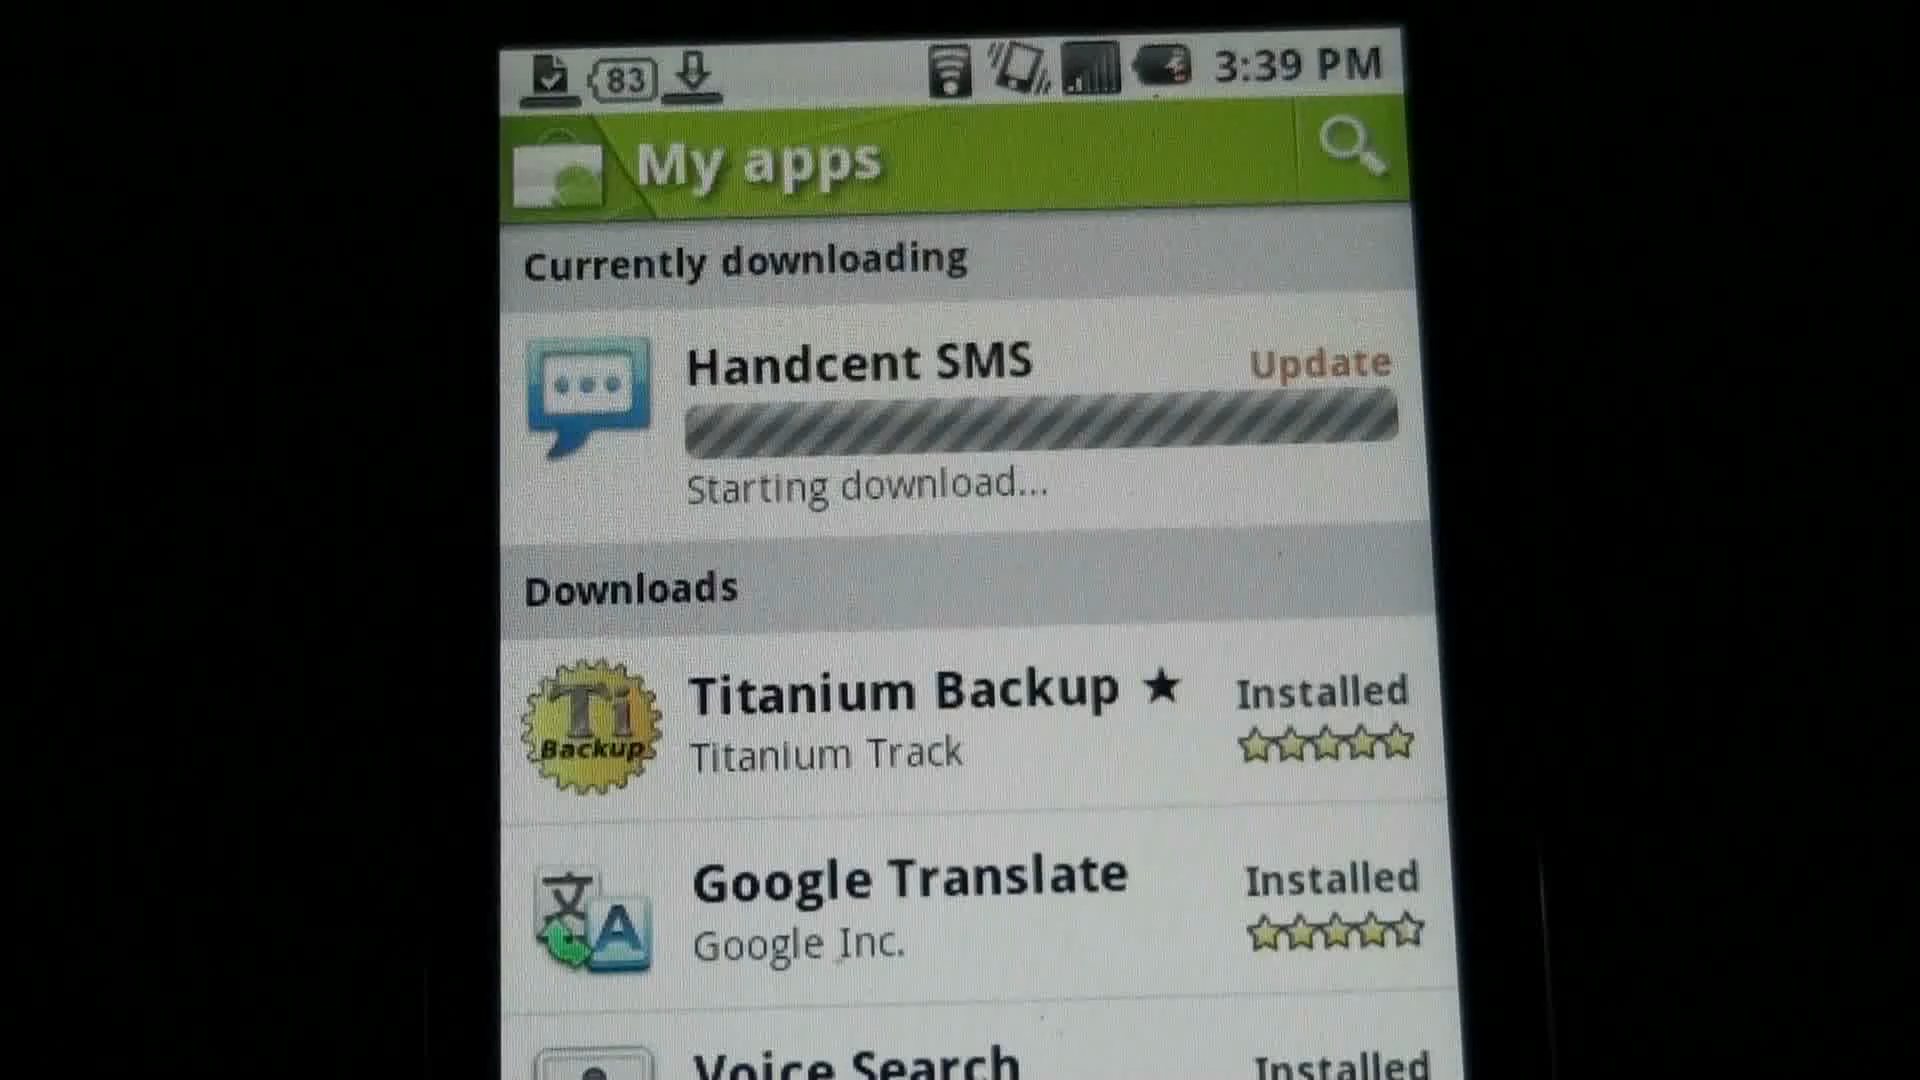 83 3:39 PM
My apps
Currently downloading
Handcent SMS Update
Starting download...
Downloads
Titanium Backup ★ Installed
Ti
Backup
Titanium Track
Google Translate Installed
文 A
Google Inc.
Voice Search Installed